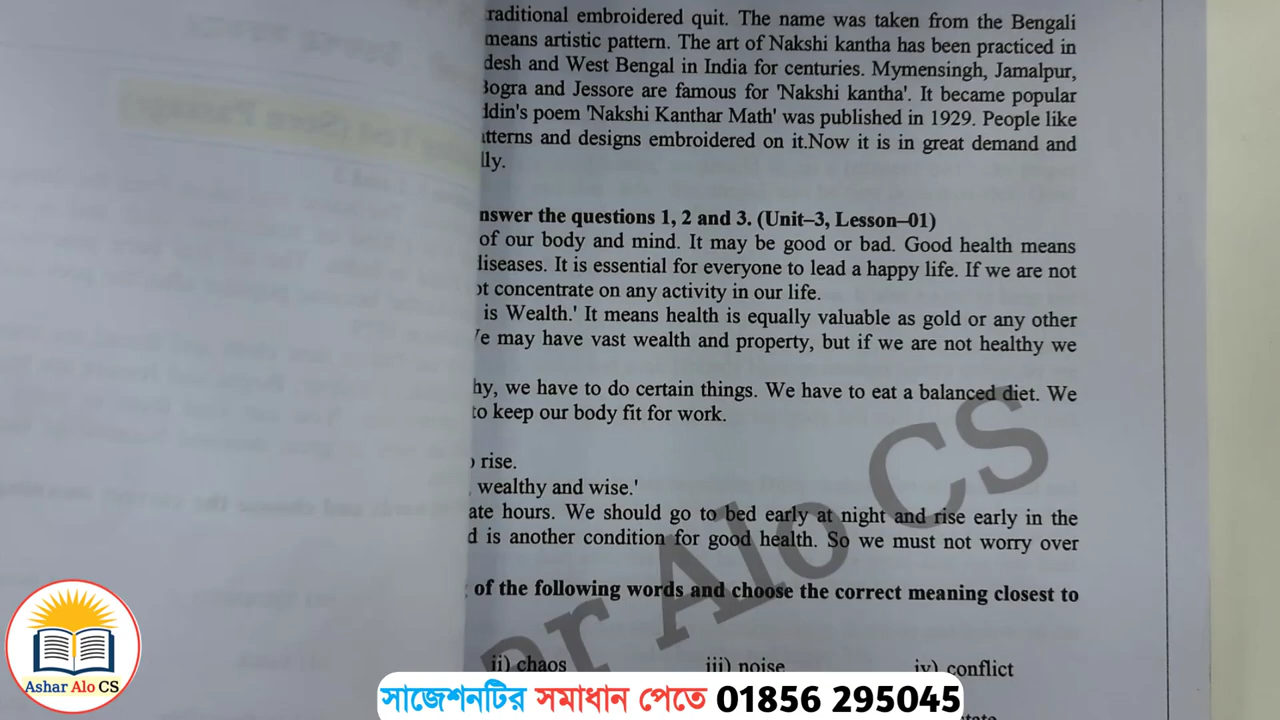 raditional embroidered quit. The name was taken from the Bengali
means artistic pattern. The art of Nakshi kantha has been practiced in
desh and West Bengal in India for centuries. Mymensingh, Jamalpur,
Bogra and Jessore are famous for 'Nakshi kantha'. It became popular
ddin's poem 'Nakshi Kanthar Math' was published in 1929. People like
tterns and designs embroidered on it.Now it is in great demand and
lly.
nswer the questions 1, 2 and 3. (Unit–3, Lesson–01)
of our body and mind. It may be good or bad. Good health means
diseases. It is essential for everyone to lead a happy life. If we are not
ot concentrate on any activity in our life.
is Wealth.' It means health is equally valuable as gold or any other
We may have vast wealth and property, but if we are not healthy we
hy, we have to do certain things. We have to eat a balanced diet. We
to keep our body fit for work.
rise.
, wealthy and wise.'
ate hours. We should go to bed early at night and rise early in the
d is another condition for good health. So we must not worry over
of the following words and choose the correct meaning closest to
ii) chaos iii) noise iv) conflict
ar Alo CS
Ashar Alo CS
সাজেশনটির সমাধান পেতে 01856 295045